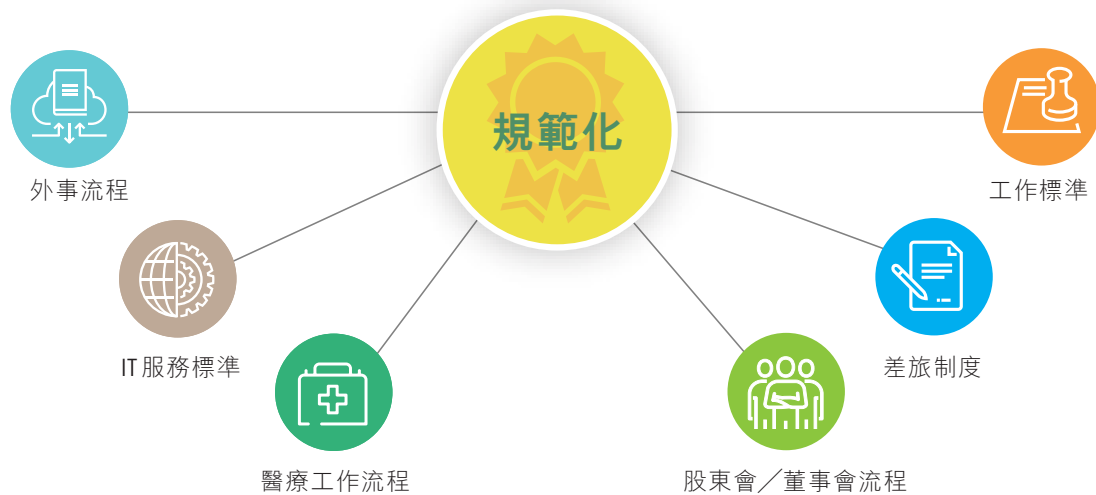 規範化
外事流程
工作標準
IT服務標準
差旅制度
醫療工作流程
股東會／董事會流程